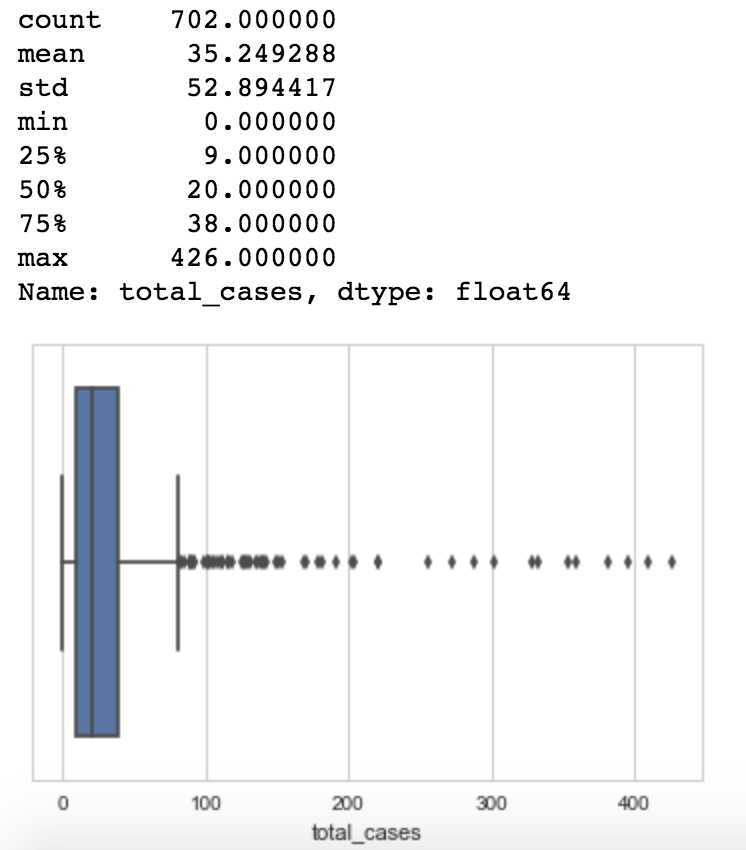 count    702.000000
mean      35.249288
std       52.894417
min        0.000000
25%        9.000000
50%       20.000000
75%       38.000000
max      426.000000
Name: total_cases, dtype: float64
0 100 200 300 400
total_cases